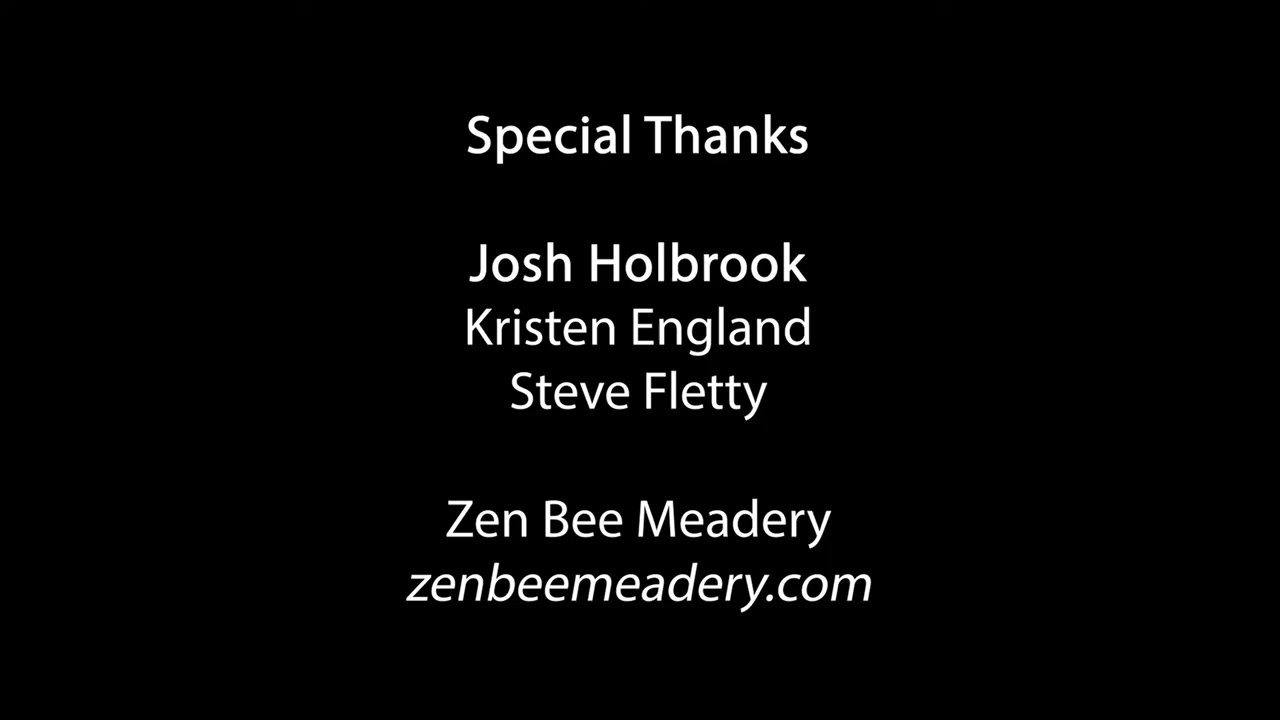 Special Thanks
Josh Holbrook
Kristen England
Steve Fletty
Zen Bee Meadery
zenbeemeadery.com